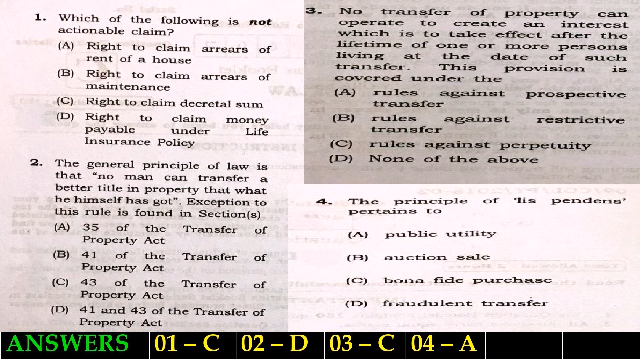 1. Which of the following is not
actionable claim?
(A) Right to claim arrears of
rent of a house
(B) Right to claim arrears of
maintenance
(C) Right to claim decretal sum
(D) Right to claim money
payable under Life
Insurance Policy
2. The general principle of law is
that "no man can transfer a
better title in property that what
he himself has got". Exception to
this rule is found in Section(s)
(A) 35 of the Transfer of
Property Act
(B) 41 of the Transfer of
Property Act
(C) 43 of the Transfer of
Property Act
(D) 41 and 43 of the Transfer of
Property Act
3. No transfer of property can
operate to create an interest
which is to take effect after the
lifetime of one or more persons
living at the date of such
transfer. This provision is
covered under the
(A) rules against prospective
transfer
(B) rules against restrictive
transfer
(C) rules against perpetuity
(D) None of the above
4. The principle of 'lis pendens'
pertains to
(A) public utility
(B) auction sale
(C) bona fide purchase
(D) fraudulent transfer
ANSWERS 01 – C 02 – D 03 – C 04 – A